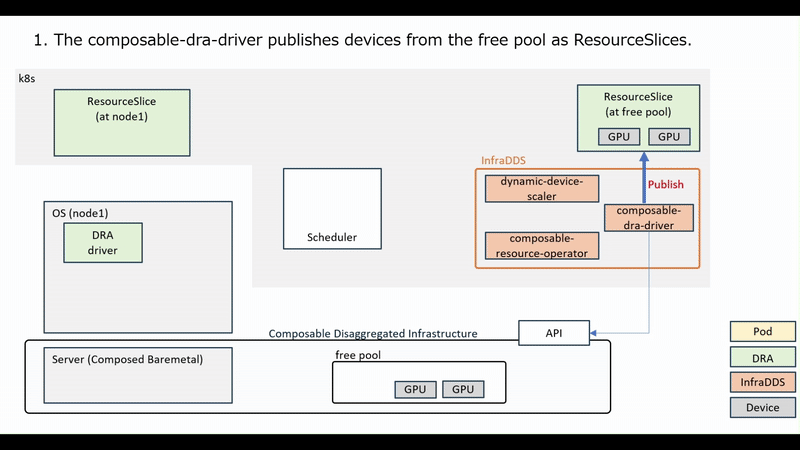 1. The composable-dra-driver publishes devices from the free pool as ResourceSlices.
k8s
ResourceSlice
(at node1)
ResourceSlice
(at free pool)
GPU
GPU
InfraDDS
dynamic-device-
scaler
Publish
composable-
dra-driver
composable-
resource-operator
Scheduler
OS (node1)
DRA
driver
Composable Disaggregated Infrastructure
API
Server (Composed Baremetal)
free pool
GPU
GPU
Pod
DRA
InfraDDS
Device